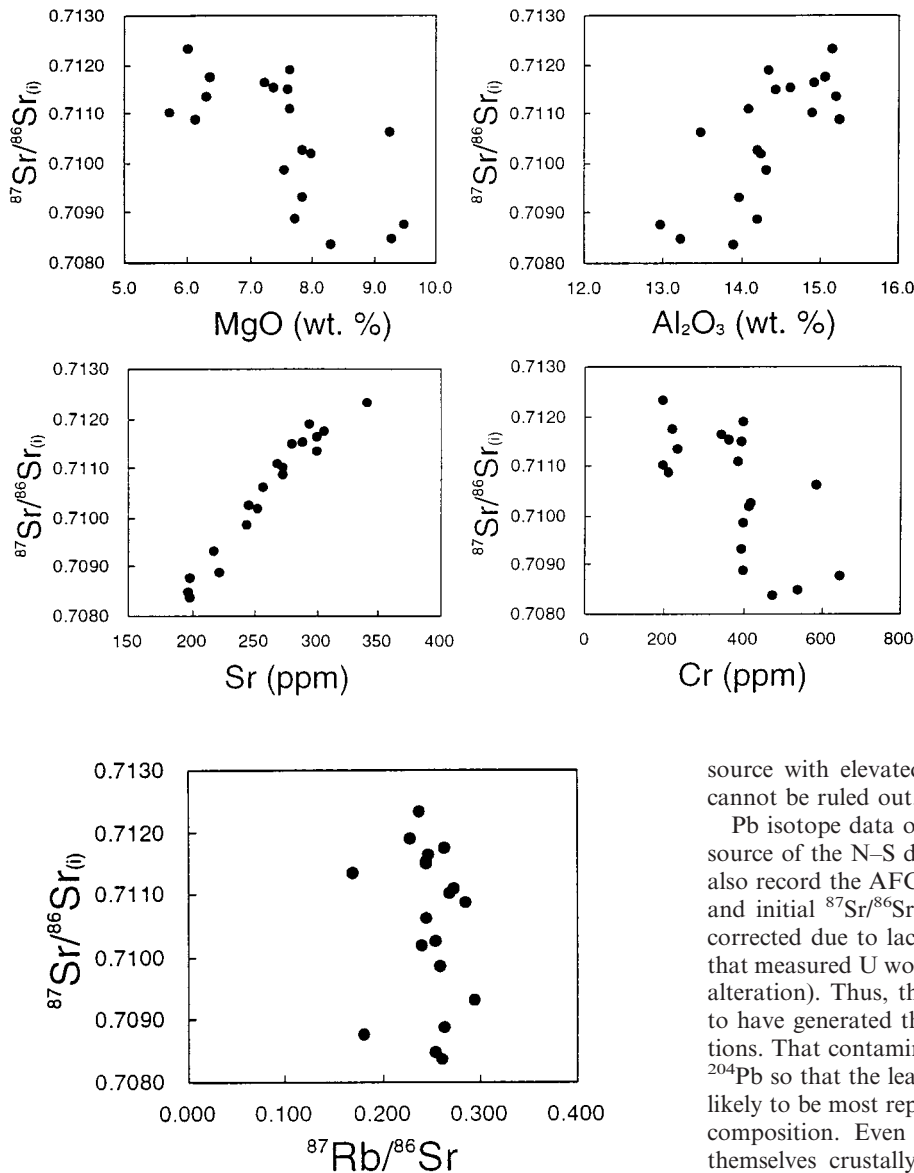 0.7130
0.7120
0.7110
0.7100
0.7090
0.7080
⁸⁷Sr/⁸⁶Sr(i)
5.0 6.0 7.0 8.0 9.0 10.0
MgO (wt. %)
0.7130
0.7120
0.7110
0.7100
0.7090
0.7080
⁸⁷Sr/⁸⁶Sr(i)
12.0 13.0 14.0 15.0 16.0
Al₂O₃ (wt. %)
0.7130
0.7120
0.7110
0.7100
0.7090
0.7080
⁸⁷Sr/⁸⁶Sr(i)
150 200 250 300 350 400
Sr (ppm)
0.7130
0.7120
0.7110
0.7100
0.7090
0.7080
⁸⁷Sr/⁸⁶Sr(i)
0 200 400 600 800
Cr (ppm)
0.7130
0.7120
0.7110
0.7100
0.7090
0.7080
⁸⁷Sr/⁸⁶Sr(i)
0.000 0.100 0.200 0.300 0.400
⁸⁷Rb/⁸⁶Sr
source with elevated
cannot be ruled out
Pb isotope data o
source of the N–S d
also record the AFC
and initial ⁸⁷Sr/⁸⁶Sr
corrected due to lac
that measured U wo
alteration). Thus, th
to have generated th
tions. That contamin
²⁰⁴Pb so that the lea
likely to be most rep
composition. Even
themselves crustally